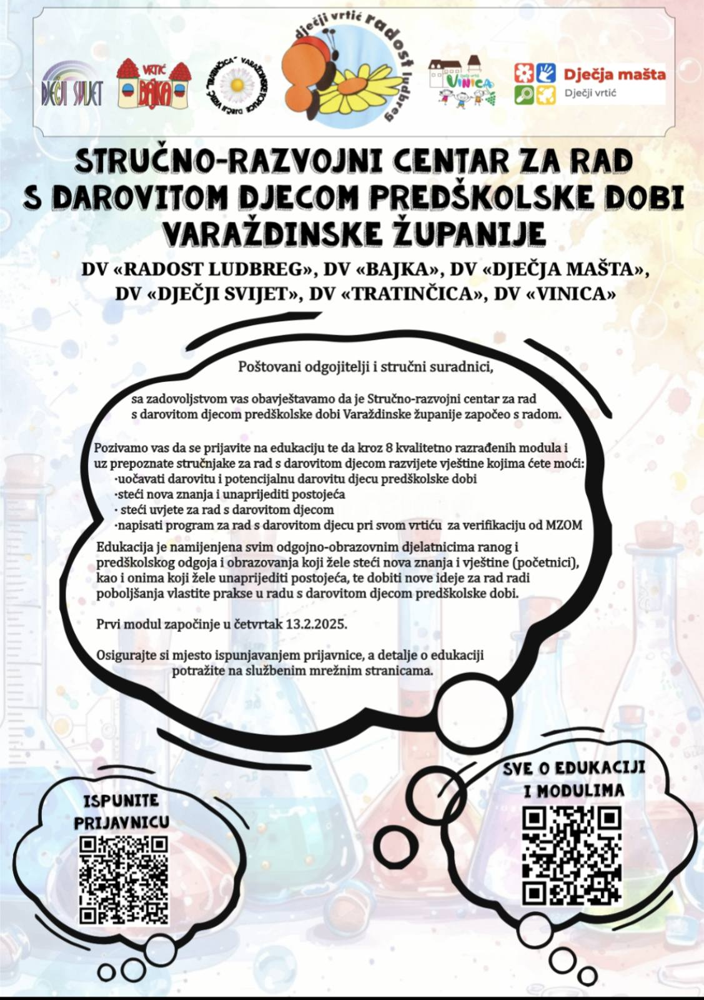 DJEČJI SVIJET
VRTIĆ
BAJKA
DJEČJI VRTIĆ "TRATINČICA" VARAŽDINSKE TOPLICE
dječji vrtić radost ludbreg
VINICA
Dječja mašta
Dječji vrtić
STRUČNO-RAZVOJNI CENTAR ZA RAD
S DAROVITOM DJECOM PREDŠKOLSKE DOBI
VARAŽDINSKE ŽUPANIJE
DV «RADOST LUDBREG», DV «BAJKA», DV «DJEČJA MAŠTA»,
DV «DJEČJI SVIJET», DV «TRATINČICA», DV «VINICA»
Poštovani odgojitelji i stručni suradnici,
sa zadovoljstvom vas obavještavamo da je Stručno-razvojni centar za rad
s darovitom djecom predškolske dobi Varaždinske županije započeo s radom.
Pozivamo vas da se prijavite na edukaciju te da kroz 8 kvalitetno razrađenih modula i
uz prepoznate stručnjake za rad s darovitom djecom razvijete vještine kojima ćete moći:
·uočavati darovitu i potencijalnu darovitu djecu predškolske dobi
·steći nova znanja i unaprijediti postojeća
· steći uvjete za rad s darovitom djecom
·napisati program za rad s darovitom djecu pri svom vrtiću za verifikaciju od MZOM
Edukacija je namijenjena svim odgojno-obrazovnim djelatnicima ranog i
predškolskog odgoja i obrazovanja koji žele steći nova znanja i vještine (početnici),
kao i onima koji žele unaprijediti postojeća, te dobiti nove ideje za rad radi
poboljšanja vlastite prakse u radu s darovitom djecom predškolske dobi.
Prvi modul započinje u četvrtak 13.2.2025.
Osigurajte si mjesto ispunjavanjem prijavnice, a detalje o edukaciji
potražite na službenim mrežnim stranicama.
SVE O EDUKACIJI
I MODULIMA
ISPUNITE
PRIJAVNICU